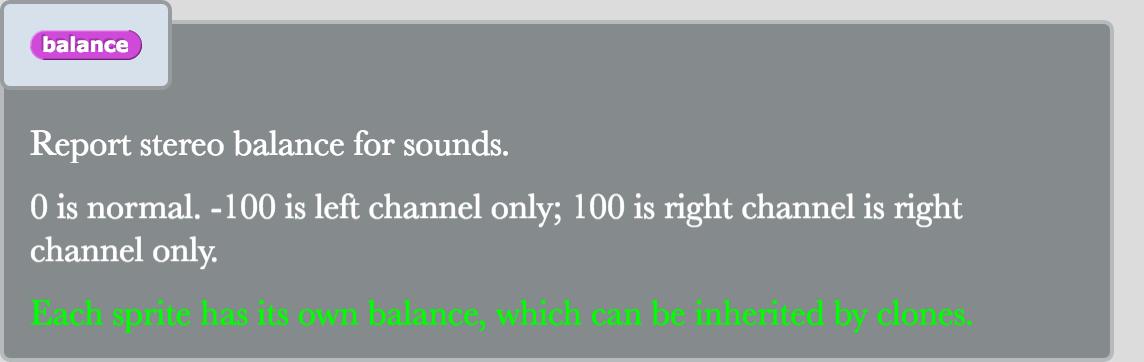 balance
Report stereo balance for sounds.
0 is normal. -100 is left channel only; 100 is right channel is right
channel only.
Each sprite has its own balance, which can be inherited by clones.